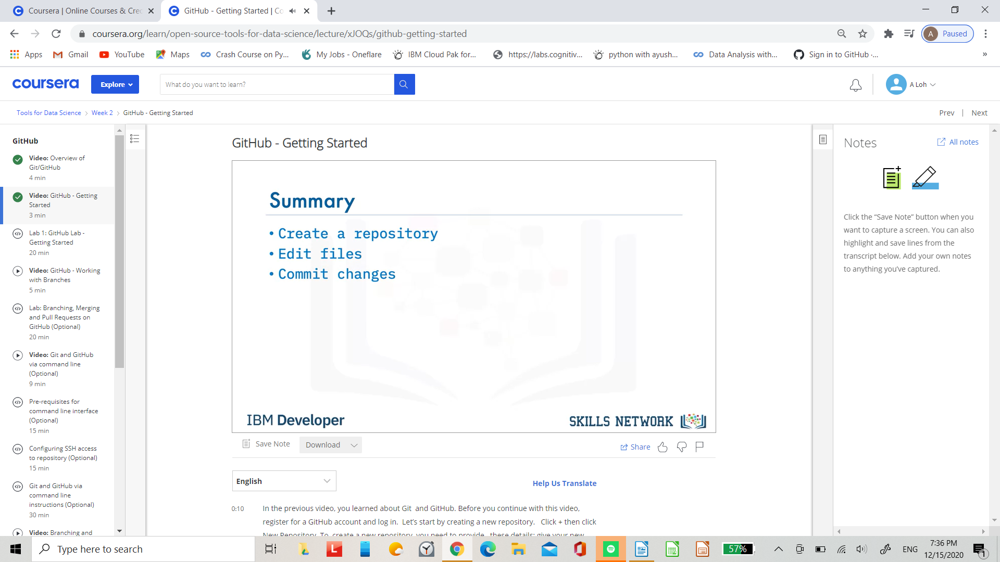 Coursera | Online Courses & Cre
GitHub - Getting Started | Co
coursera.org/learn/open-source-tools-for-data-science/lecture/xJOQs/github-getting-started
A Paused
Apps Gmail YouTube Maps Crash Course on Py... My Jobs - Oneflare IBM Cloud Pak for... https://labs.cognitiv... python with ayush... Data Analysis with... Sign in to GitHub ·... »
coursera Explore What do you want to learn? A Loh
Tools for Data Science > Week 2 > GitHub - Getting Started
Prev | Next
GitHub
Video: Overview of
Git/GitHub
4 min
Video: GitHub - Getting
Started
3 min
Lab 1: GitHub Lab -
Getting Started
20 min
Video: GitHub - Working
with Branches
5 min
Lab: Branching, Merging
and Pull Requests on
GitHub (Optional)
20 min
Video: Git and GitHub
via command line
(Optional)
9 min
Pre-requisites for
command line interface
(Optional)
15 min
Configuring SSH access
to repository (Optional)
15 min
Git and GitHub via
command line
instructions (Optional)
30 min
Video: Branching and
GitHub - Getting Started
Summary
• Create a repository
• Edit files
• Commit changes
IBM Developer
SKILLS NETWORK
Save Note Download
Share
English
Help Us Translate
0:10 In the previous video, you learned about Git and GitHub. Before you continue with this video,
register for a GitHub account and log in. Let's start by creating a new repository. Click + then click
New Repository. To create a new repository, you need to provide these details: give your new
Notes
All notes
Click the “Save Note” button when you
want to capture a screen. You can also
highlight and save lines from the
transcript below. Add your own notes
to anything you’ve captured.
Type here to search
57%
ENG
7:36 PM
12/15/2020
1